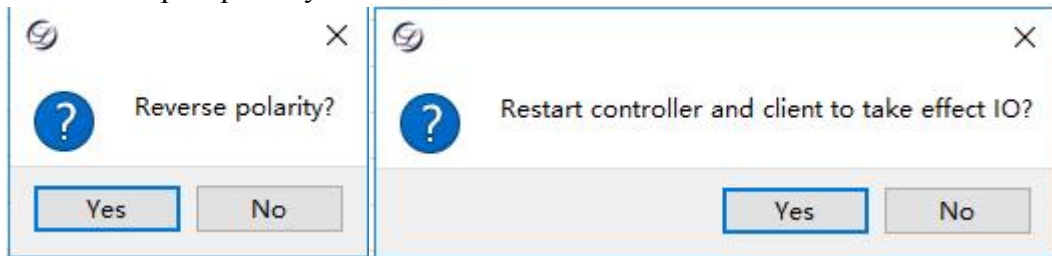 Reverse polarity?
Yes No
Restart controller and client to take effect IO?
Yes No